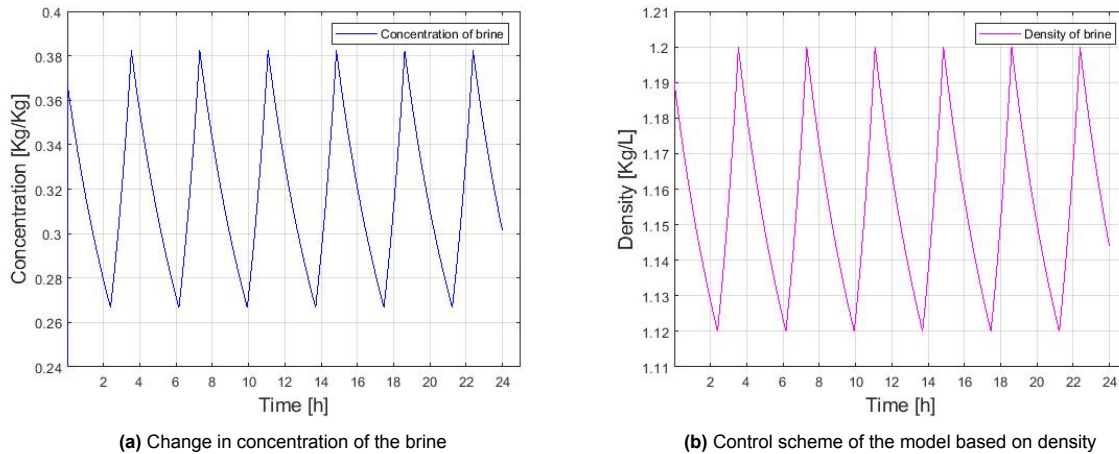 0.4
0.38
0.36
0.34
0.32
0.3
0.28
0.26
0.24
Concentration [Kg/Kg]
Concentration of brine
2 4 6 8 10 12 14 16 18 20 22 24
Time [h]
(a) Change in concentration of the brine
1.21
1.2
1.19
1.18
1.17
1.16
1.15
1.14
1.13
1.12
1.11
Density [Kg/L]
Density of brine
2 4 6 8 10 12 14 16 18 20 22 24
Time [h]
(b) Control scheme of the model based on density